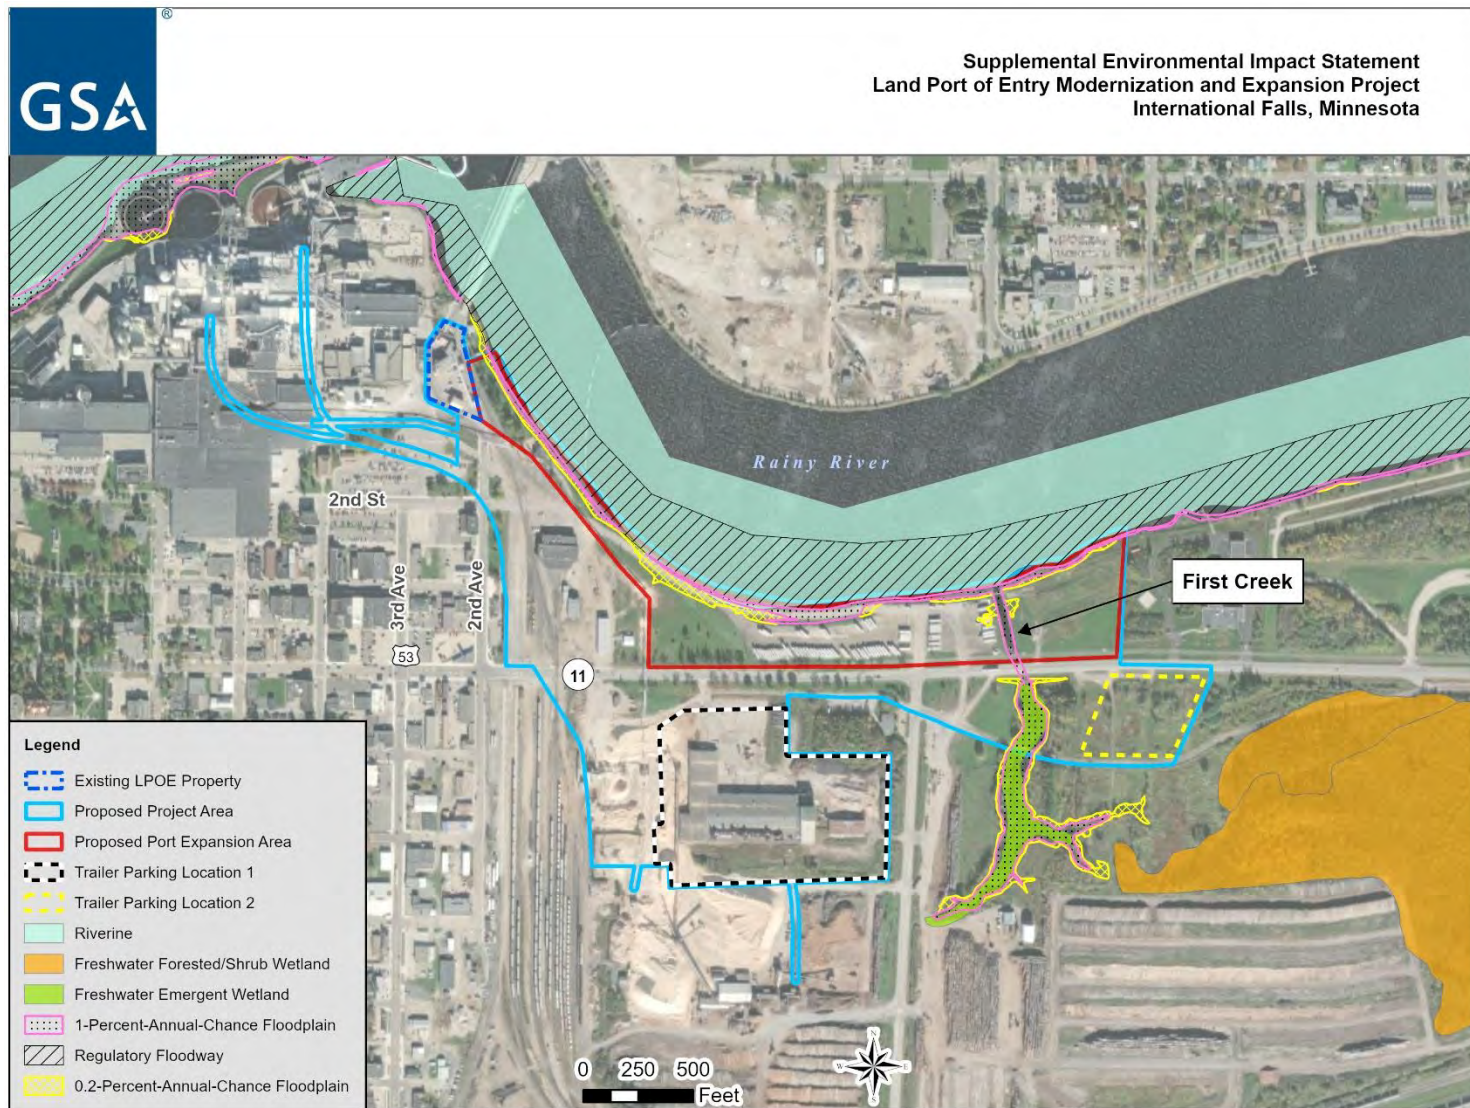 ®
GSA
Supplemental Environmental Impact Statement
Land Port of Entry Modernization and Expansion Project
International Falls, Minnesota
Rainy River
2nd St
3rd Ave
2nd Ave
53
11
First Creek
Legend
Existing LPOE Property
Proposed Project Area
Proposed Port Expansion Area
Trailer Parking Location 1
Trailer Parking Location 2
Riverine
Freshwater Forested/Shrub Wetland
Freshwater Emergent Wetland
1-Percent-Annual-Chance Floodplain
Regulatory Floodway
0.2-Percent-Annual-Chance Floodplain
0 250 500
Feet
N
W E
S